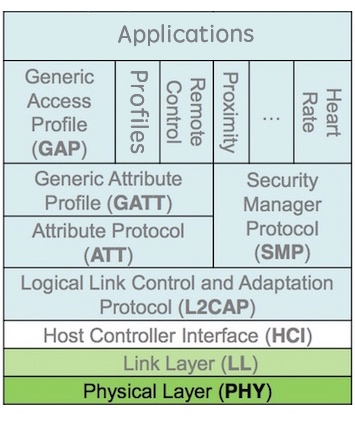 Applications
Generic
Access
Profile
(GAP)
Profiles
Remote
Control
Proximity
...
Heart
Rate
Generic Attribute
Profile (GATT)
Attribute Protocol
(ATT)
Security
Manager
Protocol
(SMP)
Logical Link Control and Adaptation
Protocol (L2CAP)
Host Controller Interface (HCI)
Link Layer (LL)
Physical Layer (PHY)